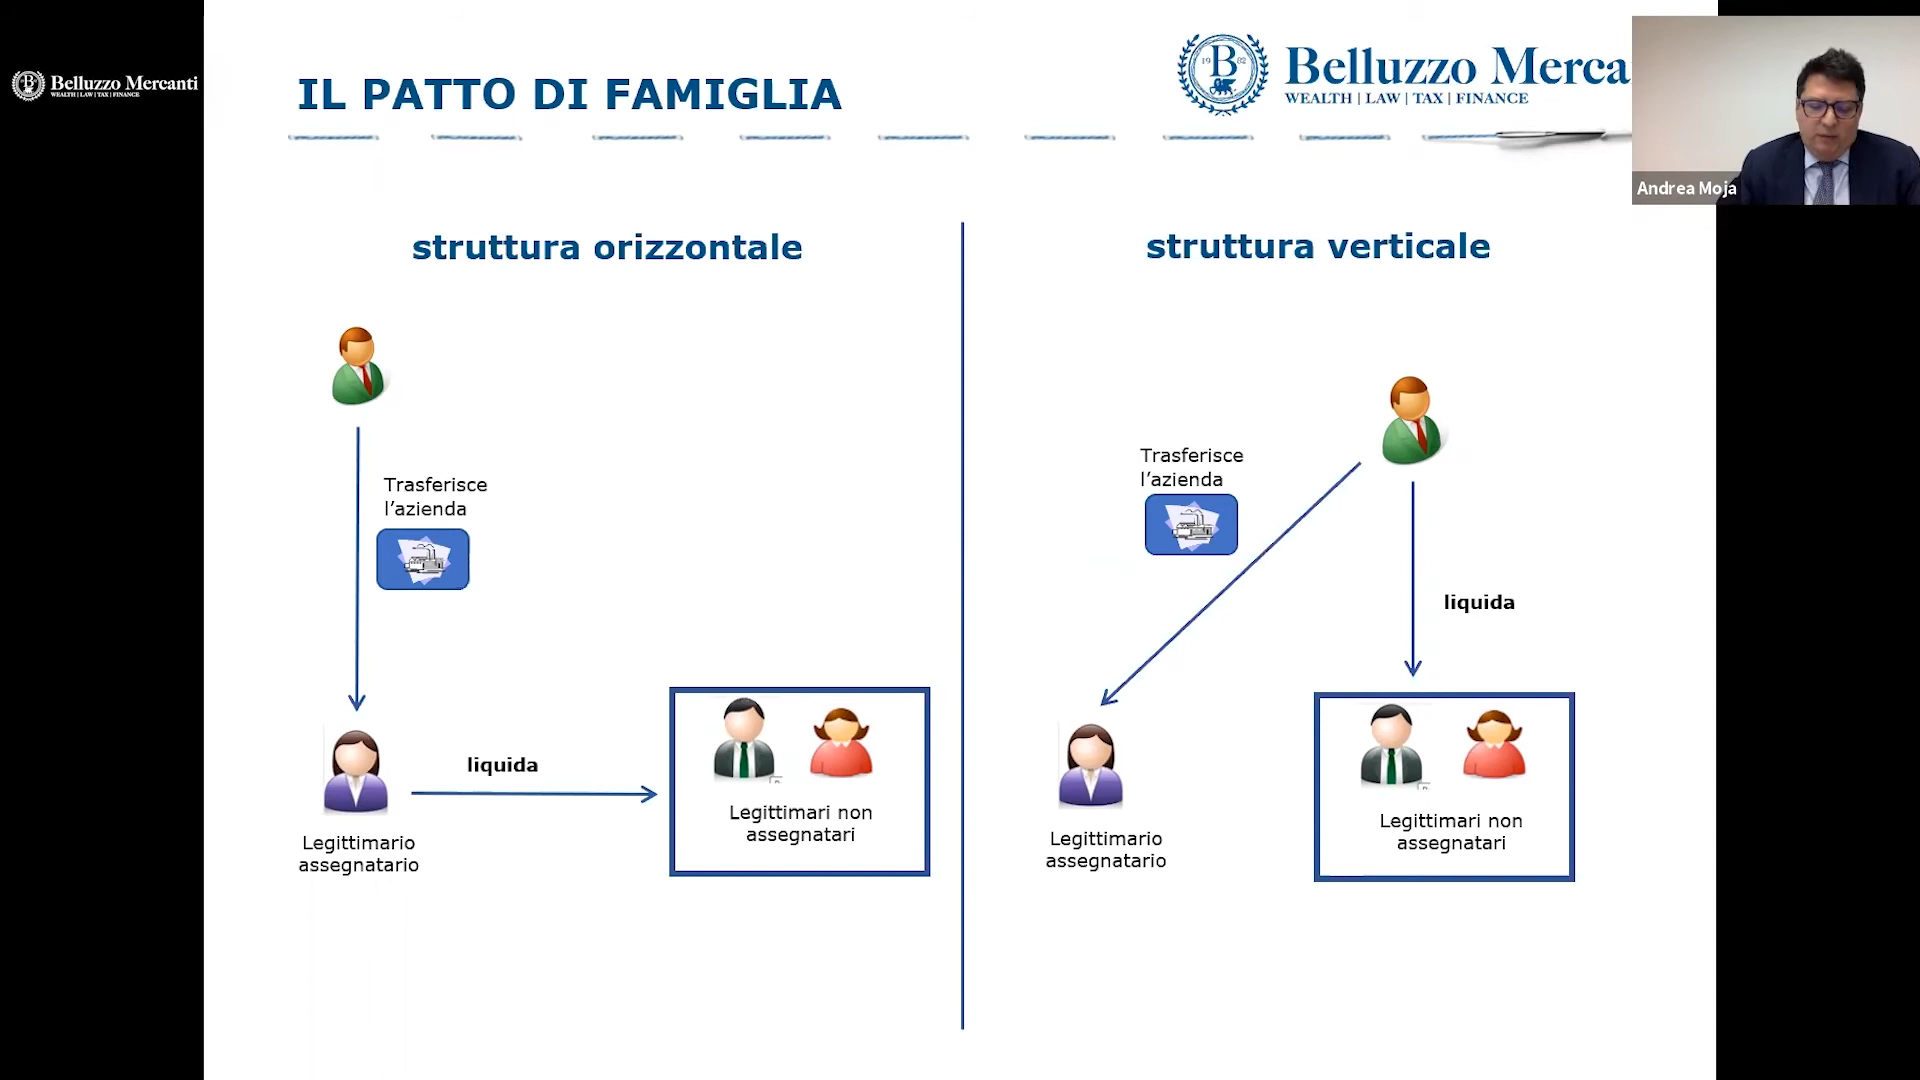 Belluzzo Mercanti
WEALTH | LAW | TAX | FINANCE
IL PATTO DI FAMIGLIA
B
19 82
Belluzzo Merca
WEALTH | LAW | TAX | FINANCE
Andrea Moja
struttura orizzontale
Trasferisce
l’azienda
liquida
Legittimario
assegnatario
Legittimari non
assegnatari
struttura verticale
Trasferisce
l’azienda
liquida
Legittimario
assegnatario
Legittimari non
assegnatari